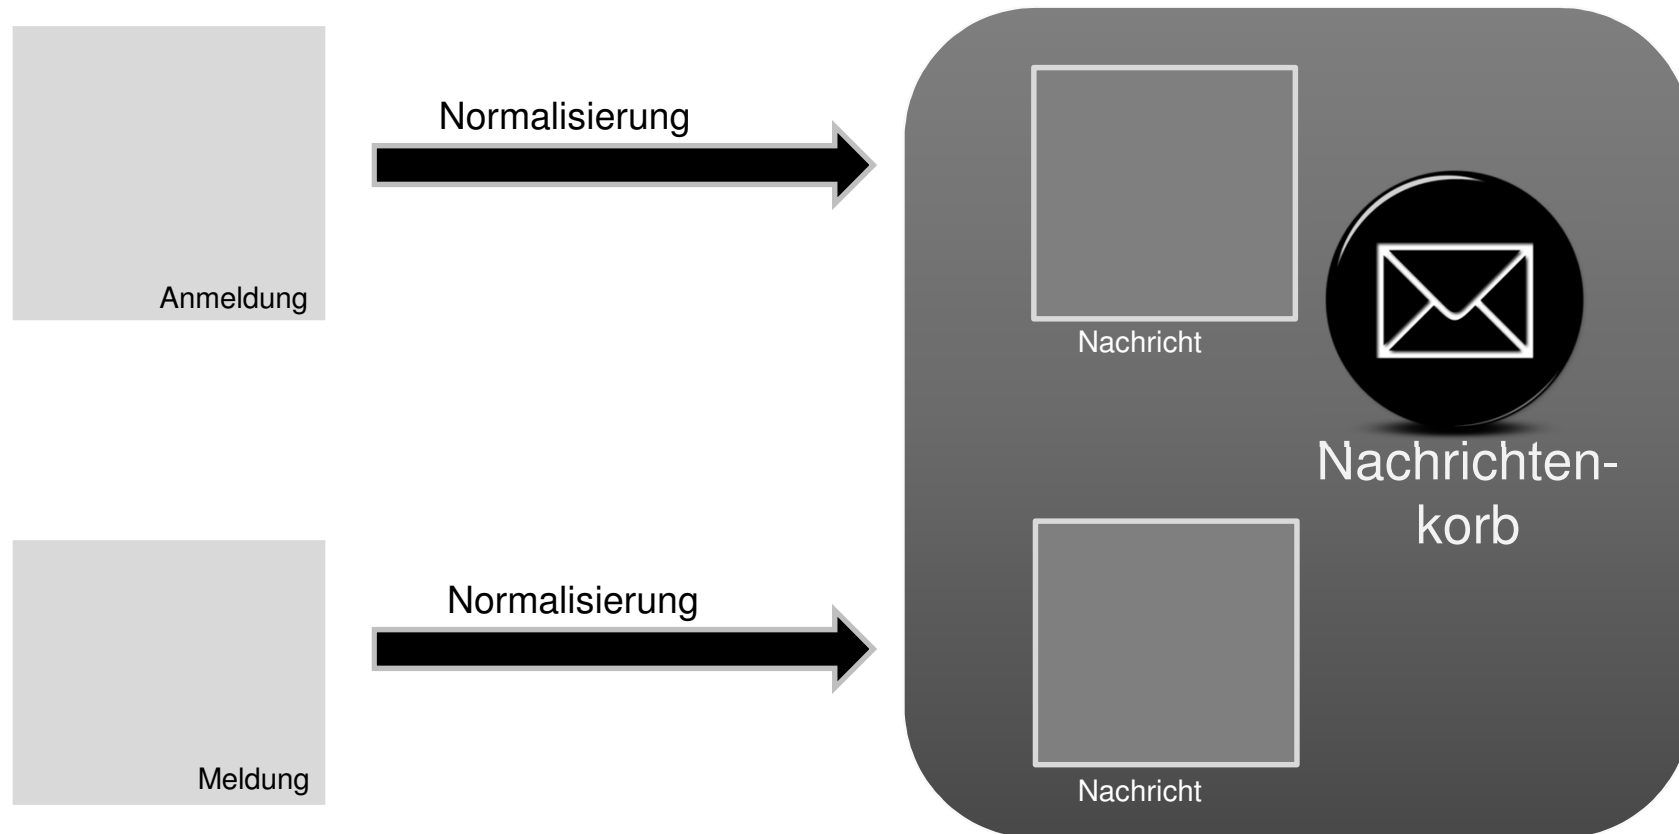 Normalisierung
Anmeldung
Nachricht
Nachrichten-
korb
Normalisierung
Meldung
Nachricht